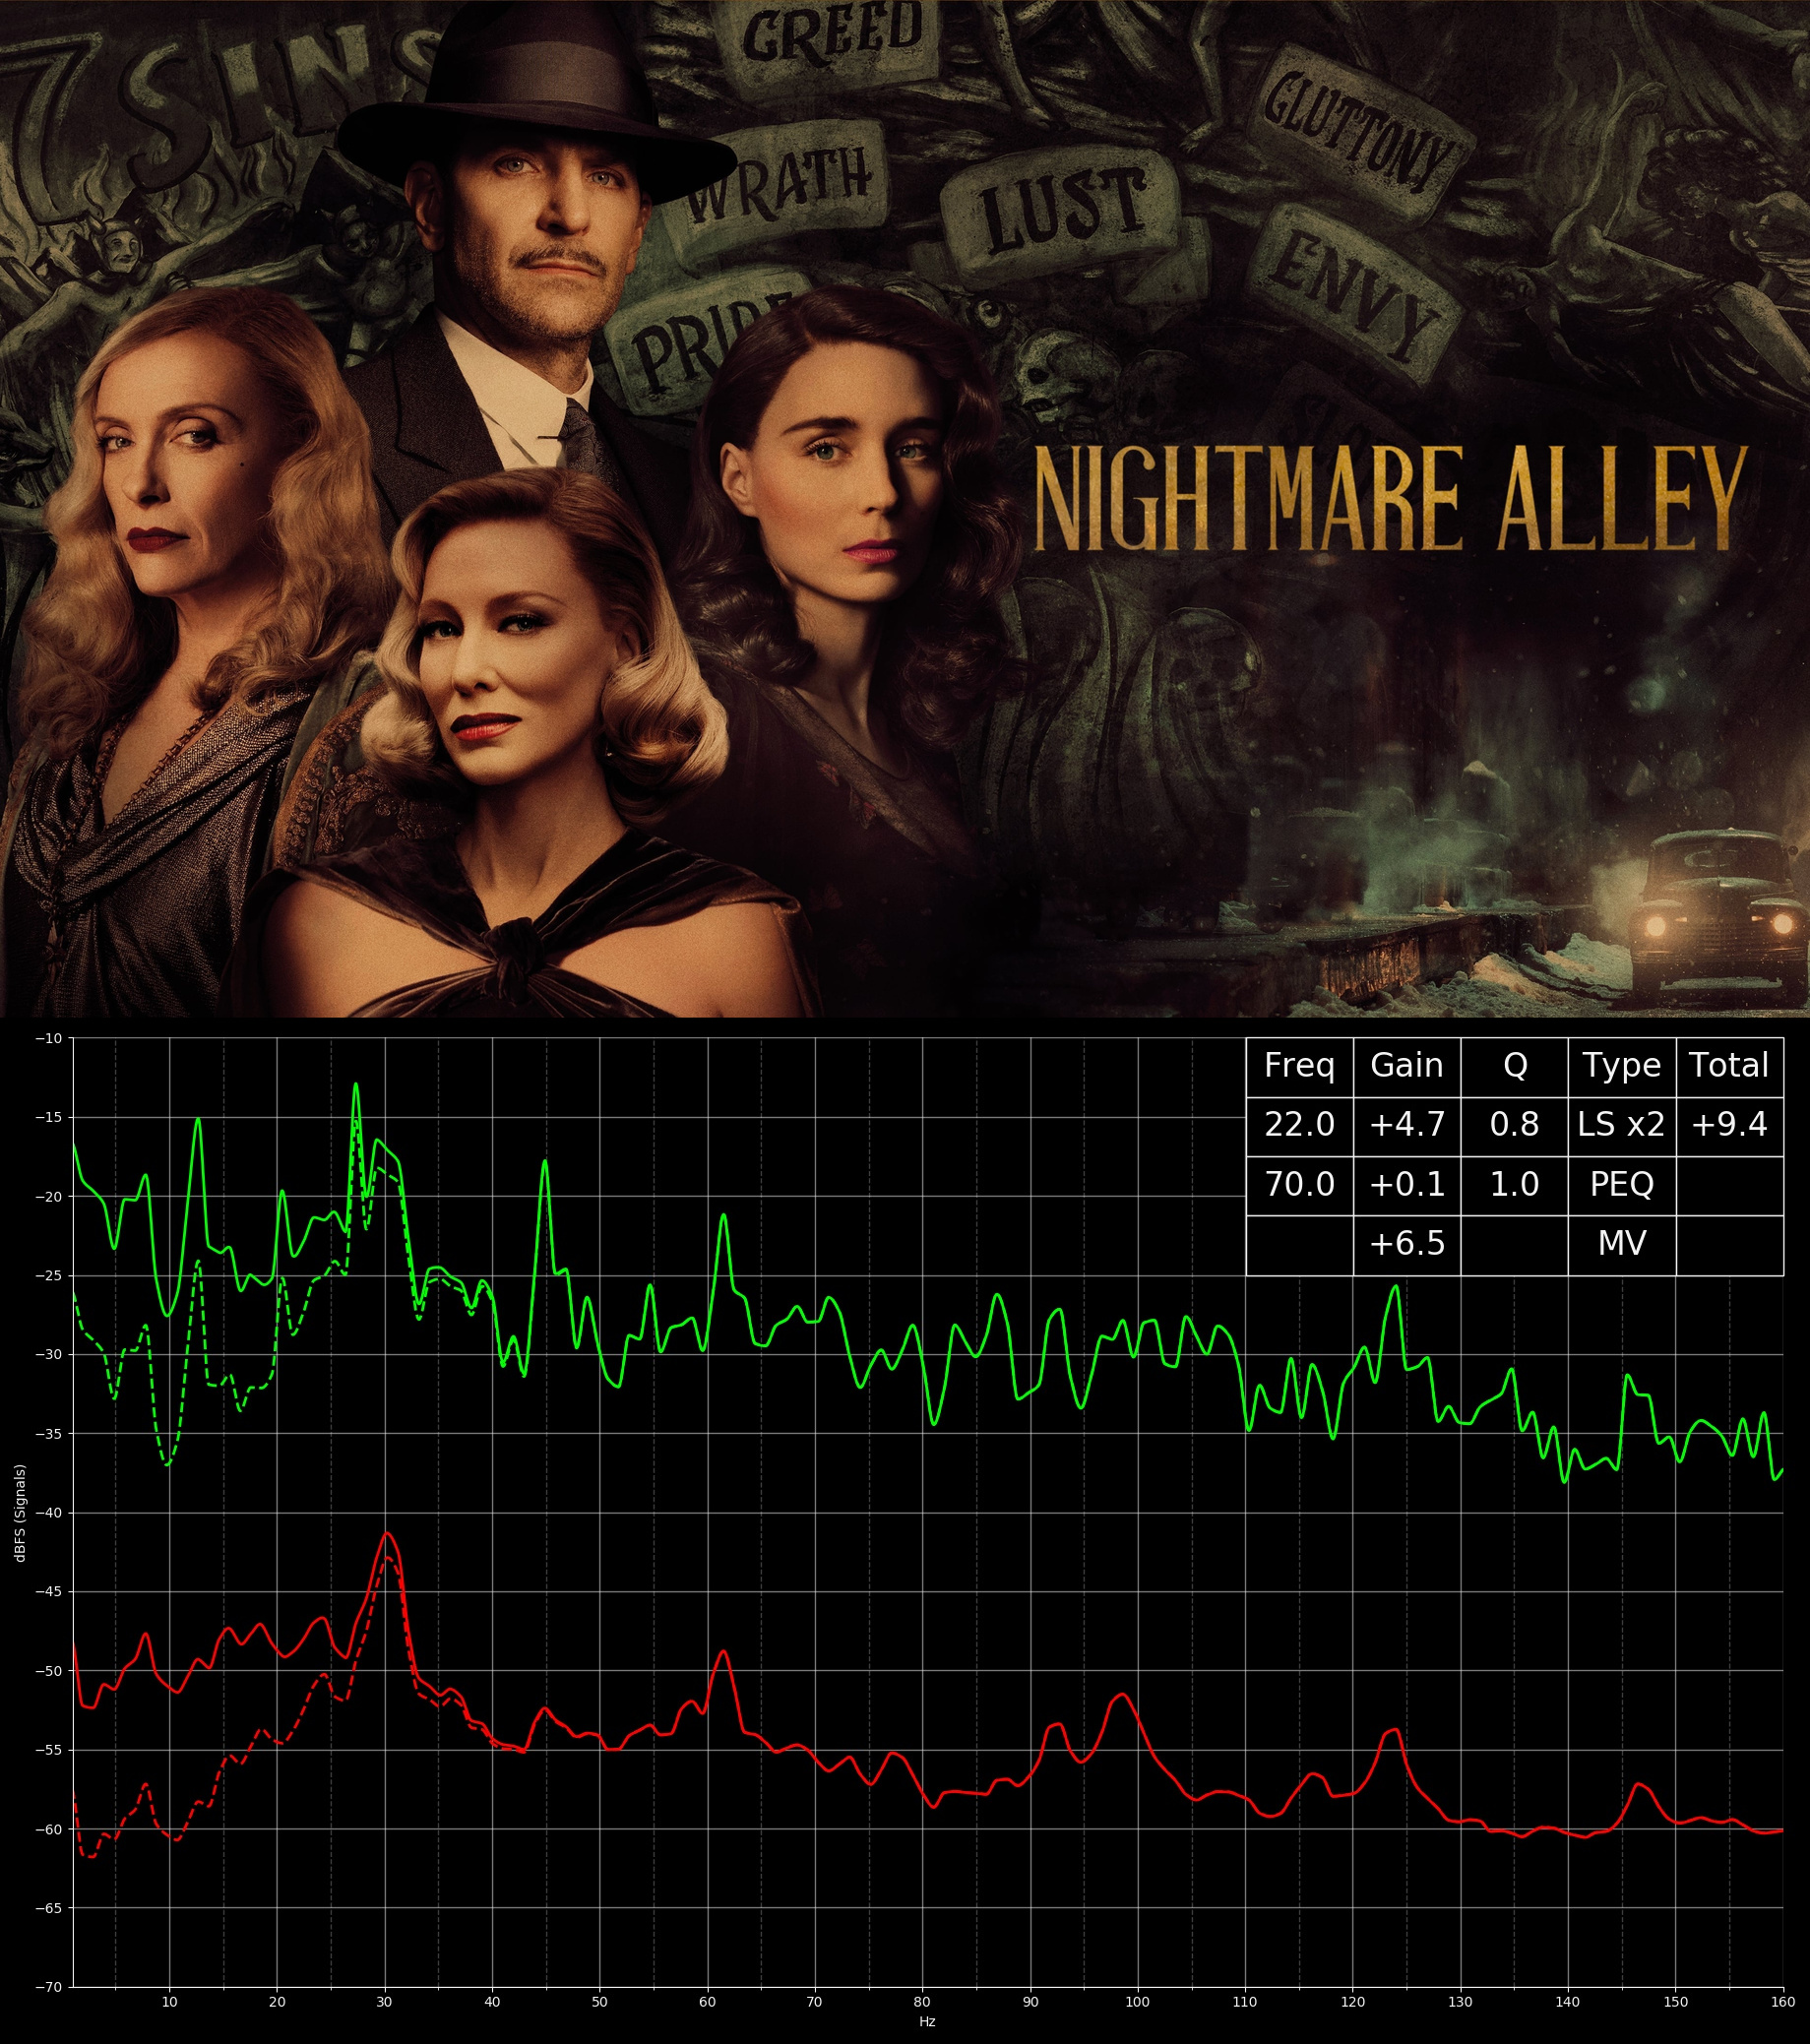 7 SINS
GREED
GLUTTONY
WRATH
LUST
ENVY
PRIDE
NIGHTMARE ALLEY
Freq Gain Q Type Total
22.0 +4.7 0.8 LS x2 +9.4
70.0 +0.1 1.0 PEQ
+6.5 MV
−10
−15
−20
−25
−30
−35
−40
−45
−50
−55
−60
−65
−70
dBFS (Signals)
10 20 30 40 50 60 70 80 90 100 110 120 130 140 150 160
Hz